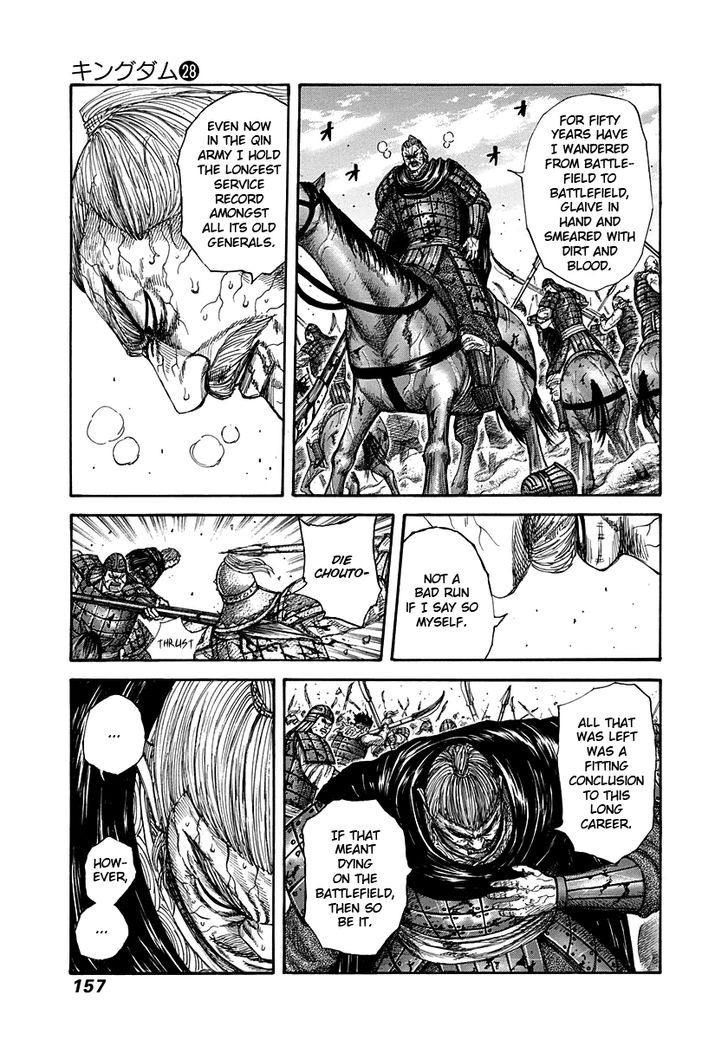 キングダム28
FOR FIFTY
YEARS HAVE
I WANDERED
FROM BATTLE-
FIELD TO
BATTLEFIELD,
GLAIVE IN
HAND AND
SMEARED WITH
DIRT AND
BLOOD.
EVEN NOW
IN THE QIN
ARMY I HOLD
THE LONGEST
SERVICE
RECORD
AMONGST
ALL ITS OLD
GENERALS.
NOT A
BAD RUN
IF I SAY SO
MYSELF.
DIE
CHOUTO-
THRUST
ALL THAT
WAS LEFT
WAS A
FITTING
CONCLUSION
TO THIS
LONG
CAREER.
IF THAT
MEANT
DYING
ON THE
BATTLEFIELD,
THEN SO
BE IT.
...
HOW-
EVER,
...
157